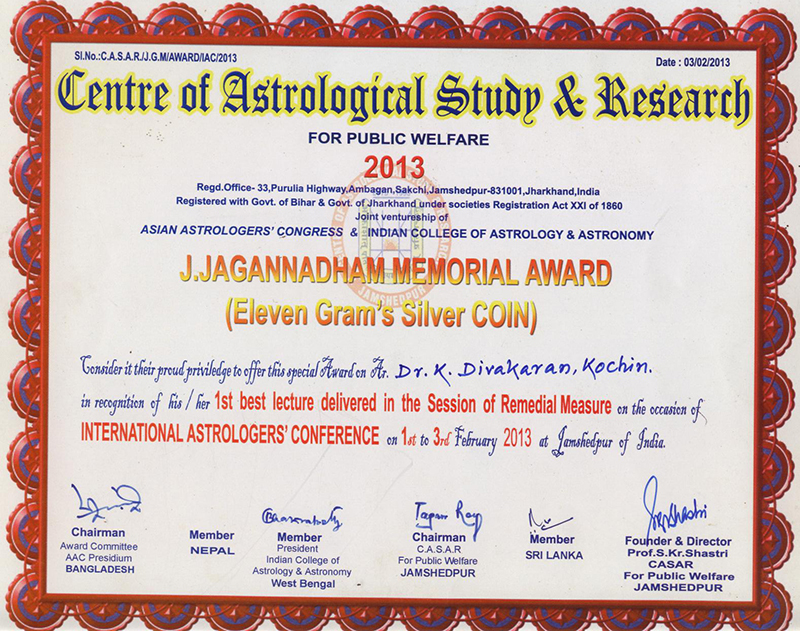 Sl.No.:C.A.S.A.R./J.G.M/AWARD/IAC/2013
Date : 03/02/2013
Centre of Astrological Study & Research
FOR PUBLIC WELFARE
2013
Regd.Office- 33,Purulia Highway,Ambagan,Sakchi,Jamshedpur-831001,Jharkhand,India
Registered with Govt. of Bihar & Govt. of Jharkhand under societies Registration Act XXI of 1860
Joint ventureship of
ASIAN ASTROLOGERS' CONGRESS & INDIAN COLLEGE OF ASTROLOGY & ASTRONOMY
J.JAGANNADHAM MEMORIAL AWARD
(Eleven Gram's Silver COIN)
Consider it their proud priviledge to offer this special Award on Ar. Dr. K. Divakaran, Kochin.
in recognition of his / her 1st best lecture delivered in the Session of Remedial Measure on the occasion of
INTERNATIONAL ASTROLOGERS' CONFERENCE on 1st to 3rd February 2013 at Jamshedpur of India.
Tapan Roy
Chairman
Award Committee
AAC Presidium
BANGLADESH
Member
NEPAL
Member
President
Indian College of
Astrology & Astronomy
West Bengal
Chairman
C.A.S.A.R
For Public Welfare
JAMSHEDPUR
Member
SRI LANKA
Founder & Director
Prof.S.Kr.Shastri
CASAR
For Public Welfare
JAMSHEDPUR